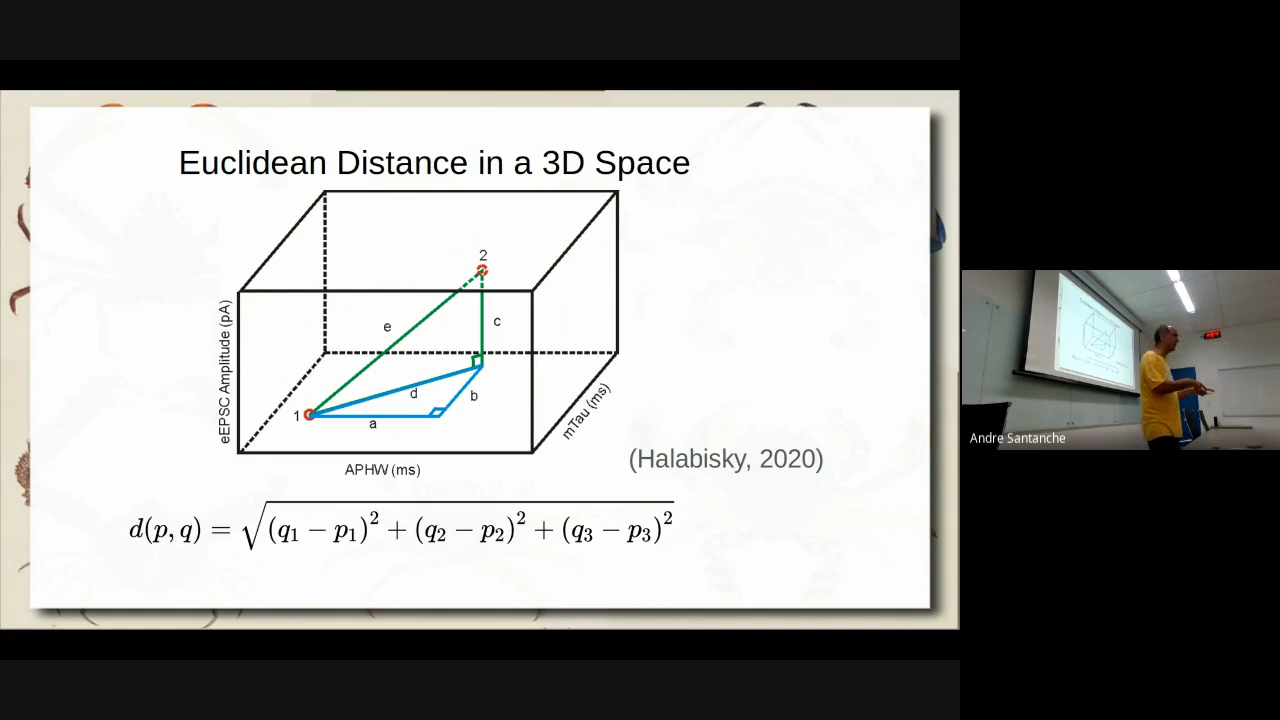 Euclidean Distance in a 3D Space
2
eEPSC Amplitude (pA)
e
c
d
b
1
a
mTau (ms)
APHW (ms)
(Halabisky, 2020)
d(p, q) = √(q₁ − p₁)² + (q₂ − p₂)² + (q₃ − p₃)²
Andre Santanche